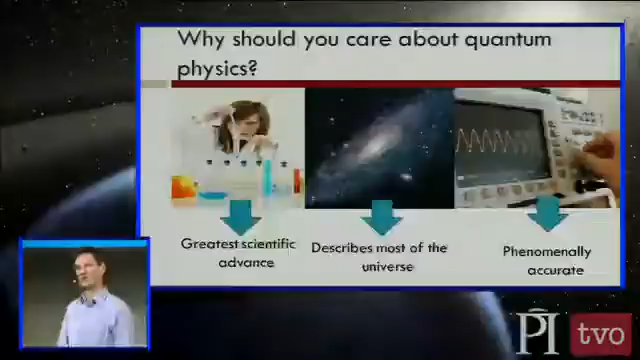 Why should you care about quantum
physics?
Greatest scientific
advance
Describes most of the
universe
Phenomenally
accurate
PI
tvo